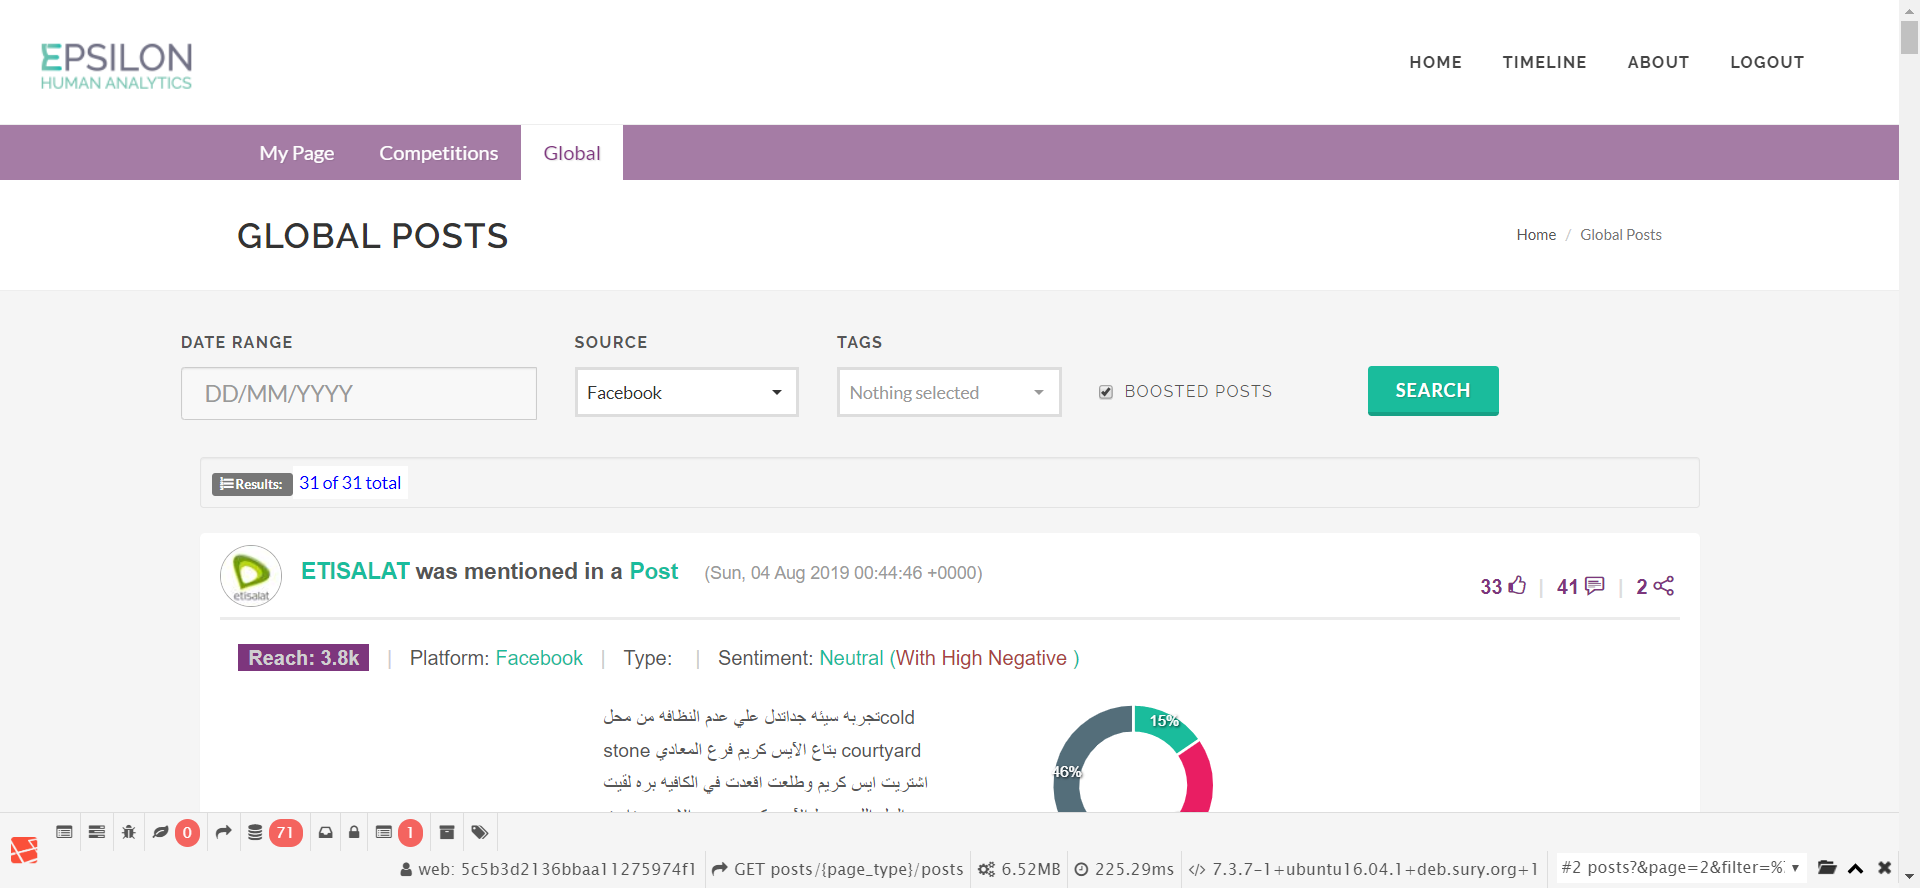 EPSILON
HUMAN ANALYTICS
HOME TIMELINE ABOUT LOGOUT
My Page Competitions Global
GLOBAL POSTS
Home / Global Posts
DATE RANGE SOURCE TAGS
DD/MM/YYYY Facebook Nothing selected BOOSTED POSTS SEARCH
Results: 31 of 31 total
etisalat
ETISALAT was mentioned in a Post (Sun, 04 Aug 2019 00:44:46 +0000)
33 | 41 | 2
Reach: 3.8k | Platform: Facebook | Type: | Sentiment: Neutral (With High Negative )
تجربه سيئه جداتدل علي عدم النظافه من محلcold
stone بتاع الآيس كريم فرع المعادي courtyard
اشتريت ايس كريم وطلعت اقعدت في الكافيه بره لقيت
15%
46%
0 71 1
web: 5c5b3d2136bbaa11275974f1 GET posts/{page_type}/posts 6.52MB 225.29ms 7.3.7-1+ubuntu16.04.1+deb.sury.org+1 #2 posts?&page=2&filter=%